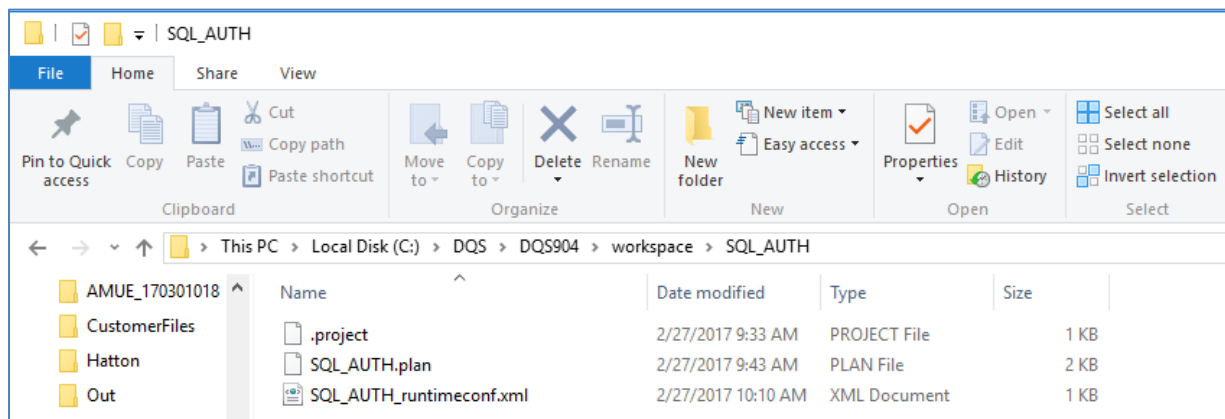 SQL_AUTH
File Home Share View
Pin to Quick access
Copy
Paste
Cut
Copy path
Paste shortcut
Clipboard
Move to
Copy to
Delete
Rename
Organize
New folder
New item
Easy access
New
Properties
Open
Edit
History
Open
Select all
Select none
Invert selection
Select
This PC > Local Disk (C:) > DQS > DQS904 > workspace > SQL_AUTH
AMUE_170301018
CustomerFiles
Hatton
Out
Name Date modified Type Size
.project 2/27/2017 9:33 AM PROJECT File 1 KB
SQL_AUTH.plan 2/27/2017 9:43 AM PLAN File 2 KB
SQL_AUTH_runtimeconf.xml 2/27/2017 10:10 AM XML Document 1 KB